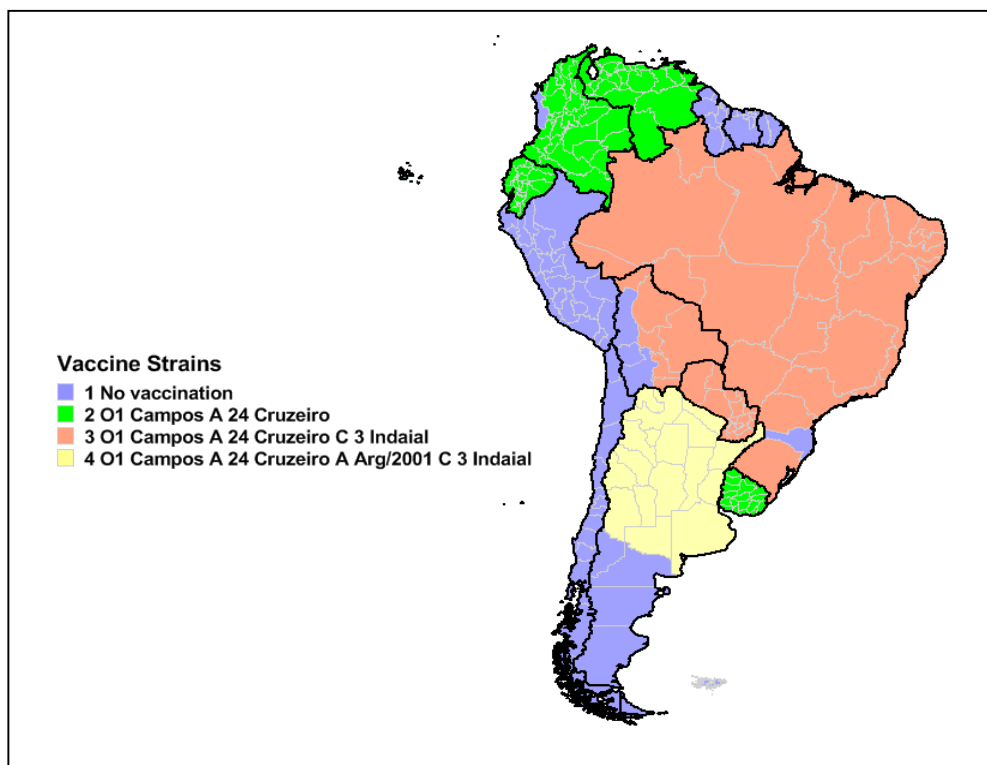 Vaccine Strains
1 No vaccination
2 O1 Campos A 24 Cruzeiro
3 O1 Campos A 24 Cruzeiro C 3 Indaial
4 O1 Campos A 24 Cruzeiro A Arg/2001 C 3 Indaial